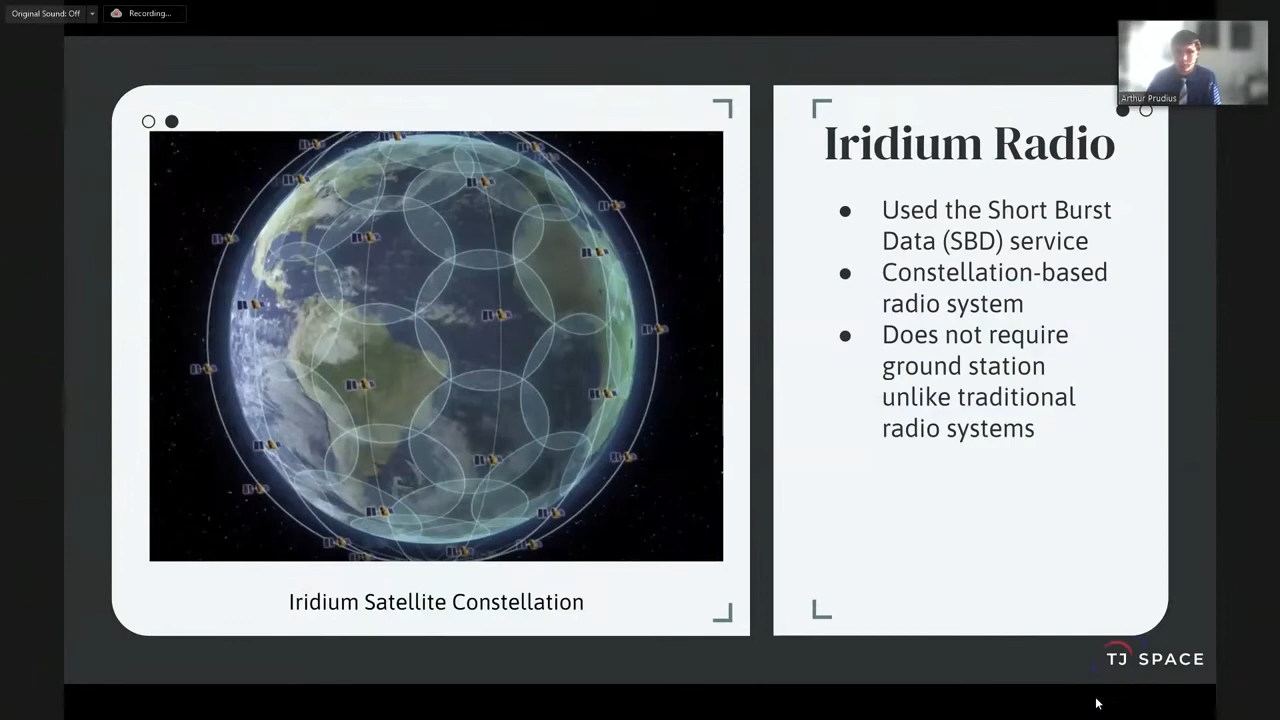 Original Sound: Off
Recording...
Arthur Prudius
Iridium Radio
● Used the Short Burst
Data (SBD) service
● Constellation-based
radio system
● Does not require
ground station
unlike traditional
radio systems
Iridium Satellite Constellation
TJ SPACE